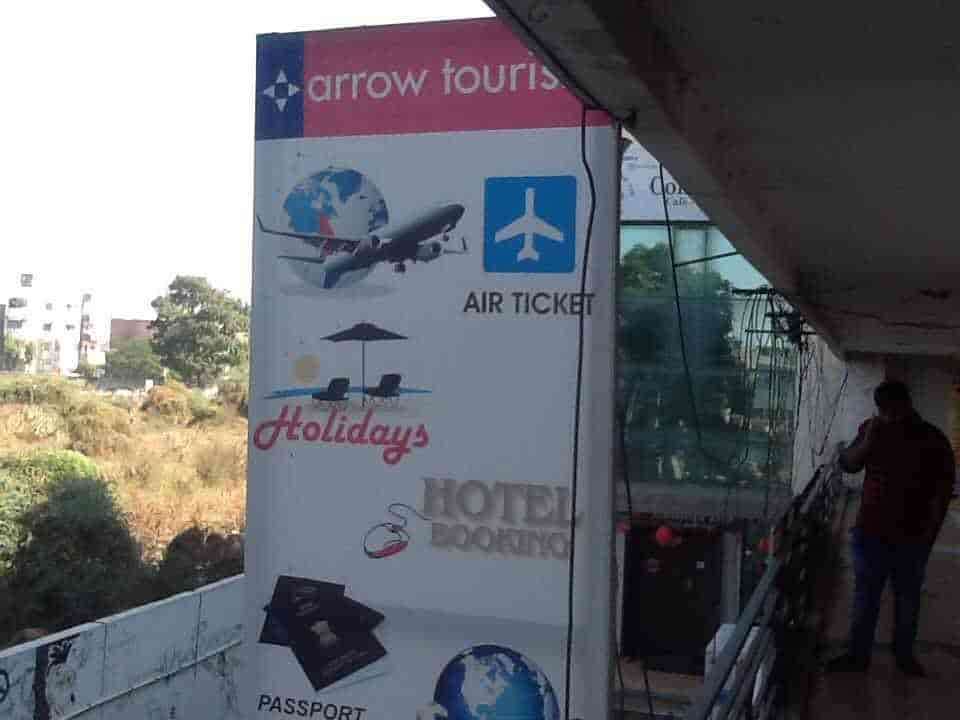 arrow touris
AIR TICKET
Holidays
HOTEL
BOOKING
PASSPORT